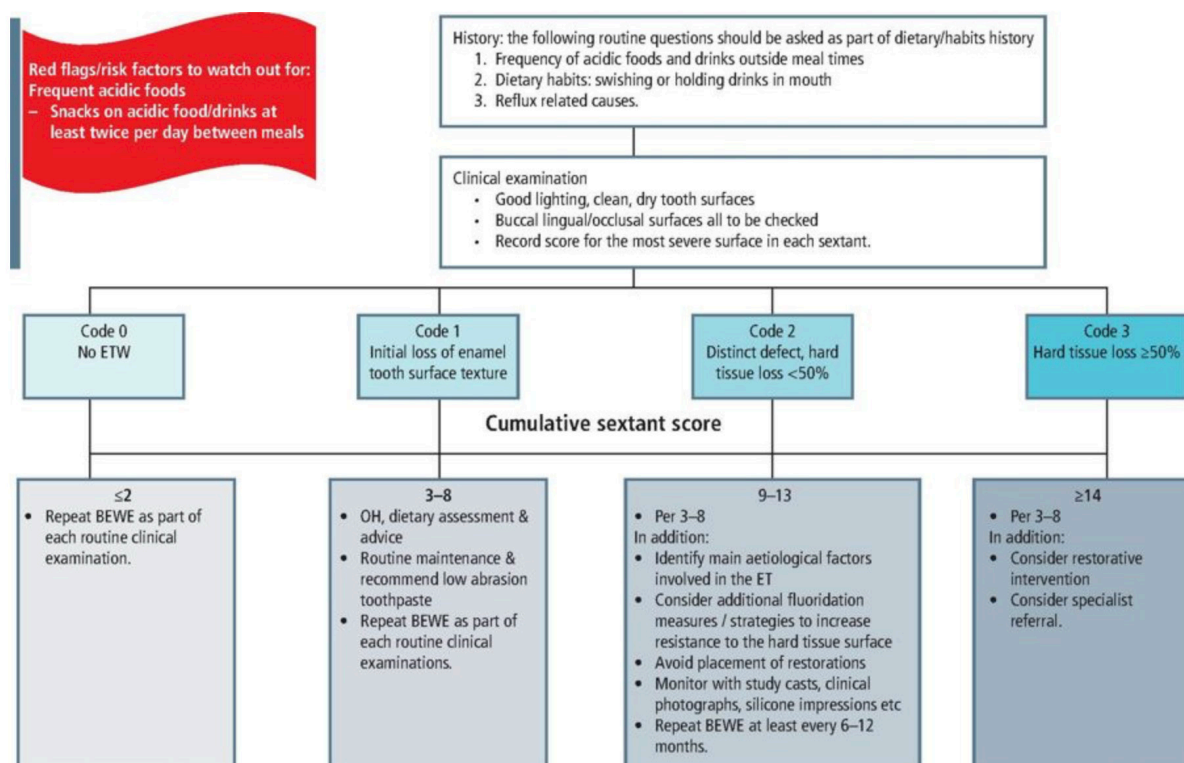 Red flags/risk factors to watch out for:
Frequent acidic foods
– Snacks on acidic food/drinks at
least twice per day between meals
History: the following routine questions should be asked as part of dietary/habits history
1. Frequency of acidic foods and drinks outside meal times
2. Dietary habits: swishing or holding drinks in mouth
3. Reflux related causes.
Clinical examination
• Good lighting, clean, dry tooth surfaces
• Buccal lingual/occlusal surfaces all to be checked
• Record score for the most severe surface in each sextant.
Code 0
No ETW
Code 1
Initial loss of enamel
tooth surface texture
Code 2
Distinct defect, hard
tissue loss <50%
Code 3
Hard tissue loss ≥50%
Cumulative sextant score
≤2
• Repeat BEWE as part of
each routine clinical
examination.
3–8
• OH, dietary assessment &
advice
• Routine maintenance &
recommend low abrasion
toothpaste
• Repeat BEWE as part of
each routine clinical
examinations.
9–13
• Per 3–8
In addition:
• Identify main aetiological factors
involved in the ET
• Consider additional fluoridation
measures / strategies to increase
resistance to the hard tissue surface
• Avoid placement of restorations
• Monitor with study casts, clinical
photographs, silicone impressions etc
• Repeat BEWE at least every 6–12
months.
≥14
• Per 3–8
In addition:
• Consider restorative
intervention
• Consider specialist
referral.